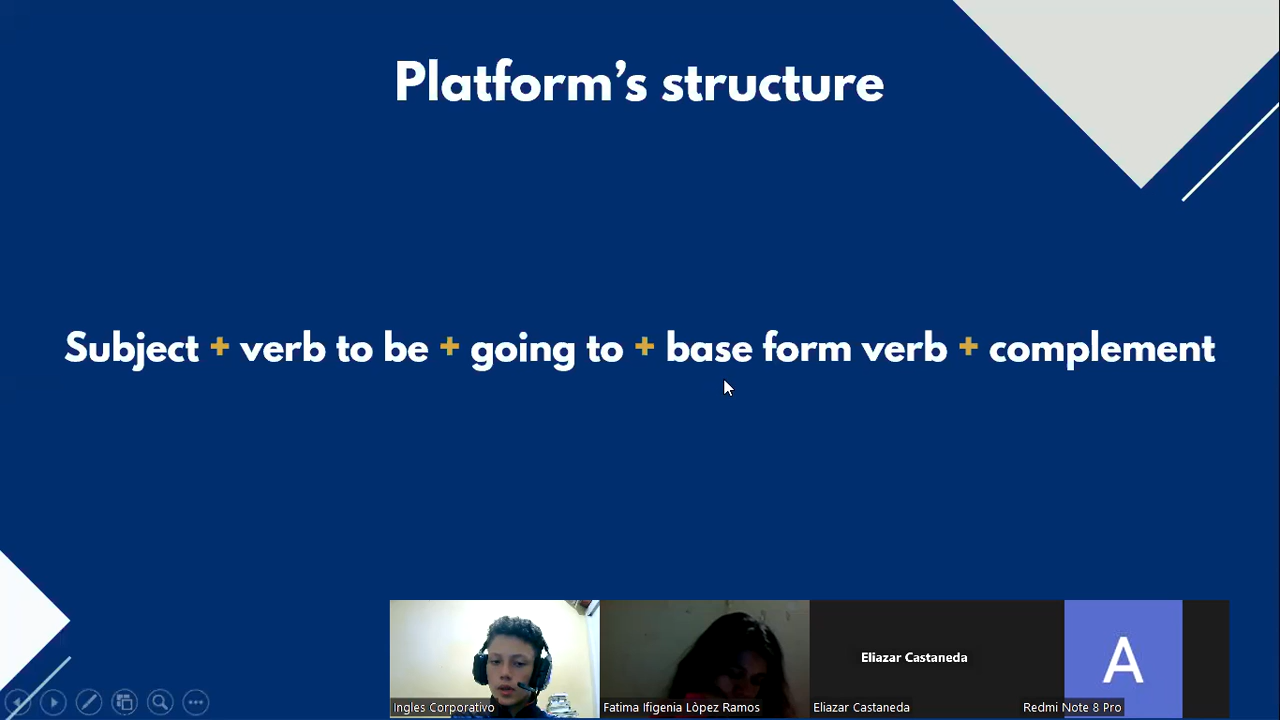 Platform’s structure
Subject + verb to be + going to + base form verb + complement
Eliazar Castaneda
A
Ingles Corporativo
Fatima Ifigenia Lòpez Ramos
Eliazar Castaneda
Redmi Note 8 Pro